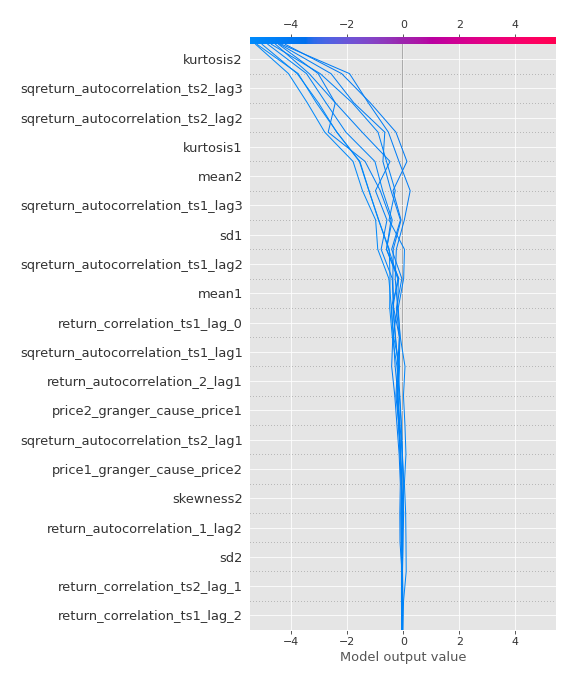 −4 −2 0 2 4
kurtosis2
sqreturn_autocorrelation_ts2_lag3
sqreturn_autocorrelation_ts2_lag2
kurtosis1
mean2
sqreturn_autocorrelation_ts1_lag3
sd1
sqreturn_autocorrelation_ts1_lag2
mean1
return_correlation_ts1_lag_0
sqreturn_autocorrelation_ts1_lag1
return_autocorrelation_2_lag1
price2_granger_cause_price1
sqreturn_autocorrelation_ts2_lag1
price1_granger_cause_price2
skewness2
return_autocorrelation_1_lag2
sd2
return_correlation_ts2_lag_1
return_correlation_ts1_lag_2
−4 −2 0 2 4
Model output value